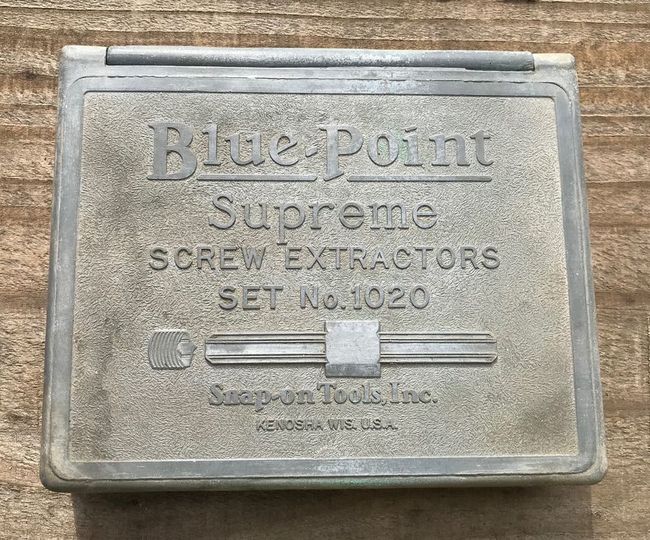 Blue-Point
Supreme
SCREW EXTRACTORS
SET No. 1020
Snap-on Tools, Inc.
KENOSHA WIS. U.S.A.